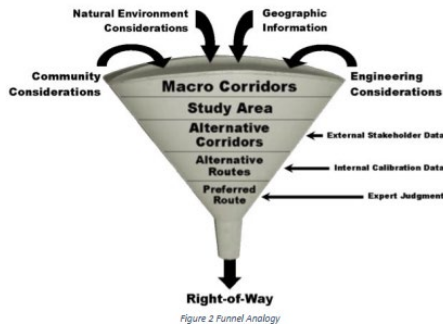 Natural Environment
Considerations
Geographic
Information
Community
Considerations
Engineering
Considerations
Macro Corridors
Study Area
Alternative
Corridors
External Stakeholder Data
Alternative
Routes
Internal Calibration Data
Preferred
Route
Expert Judgment
Right-of-Way
Figure 2 Funnel Analogy